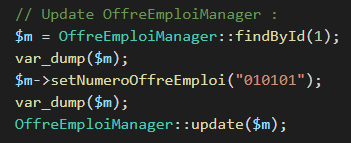 // Update OffreEmploiManager :
$m = OffreEmploiManager::findById(1);
var_dump($m);
$m->setNumeroOffreEmploi("010101");
var_dump($m);
OffreEmploiManager::update($m);